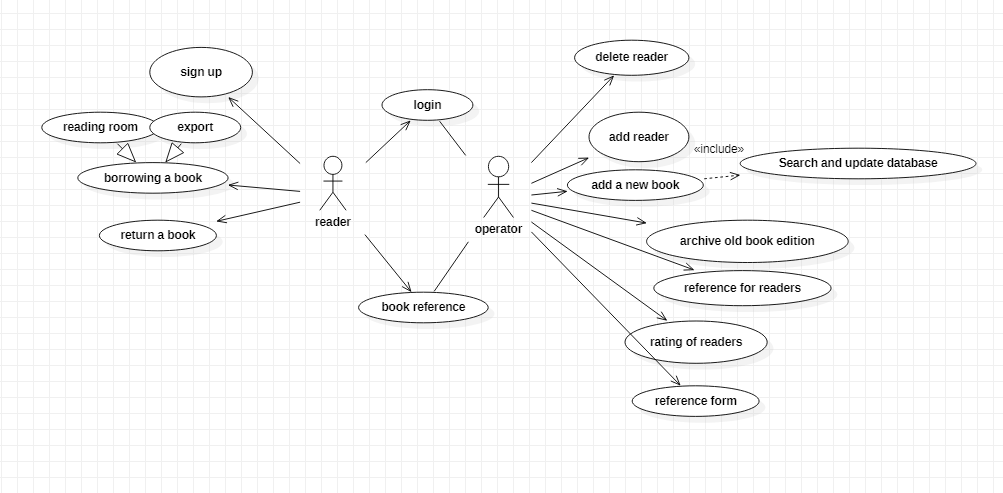 sign up
delete reader
login
reading room
export
add reader
«include»
Search and update database
borrowing a book
add a new book
reader
operator
return a book
archive old book edition
reference for readers
book reference
rating of readers
reference form